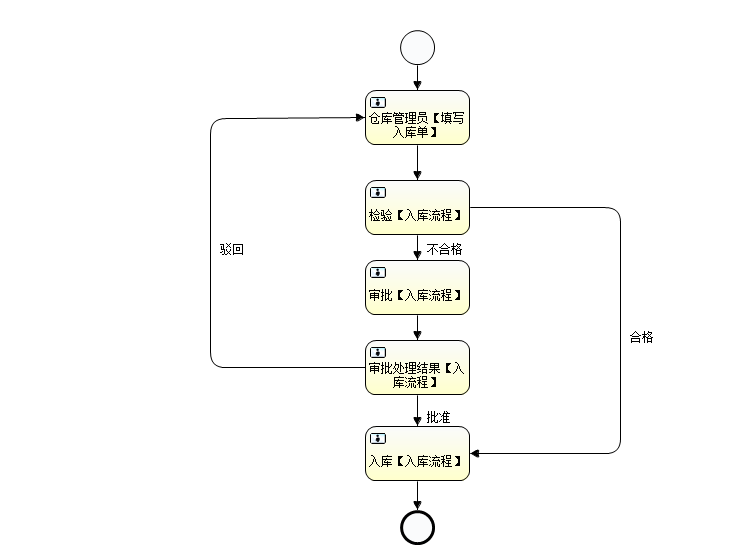 仓库管理员【填写
入库单】
检验【入库流程】
驳回
不合格
审批【入库流程】
合格
审批处理结果【入
库流程】
批准
入库【入库流程】